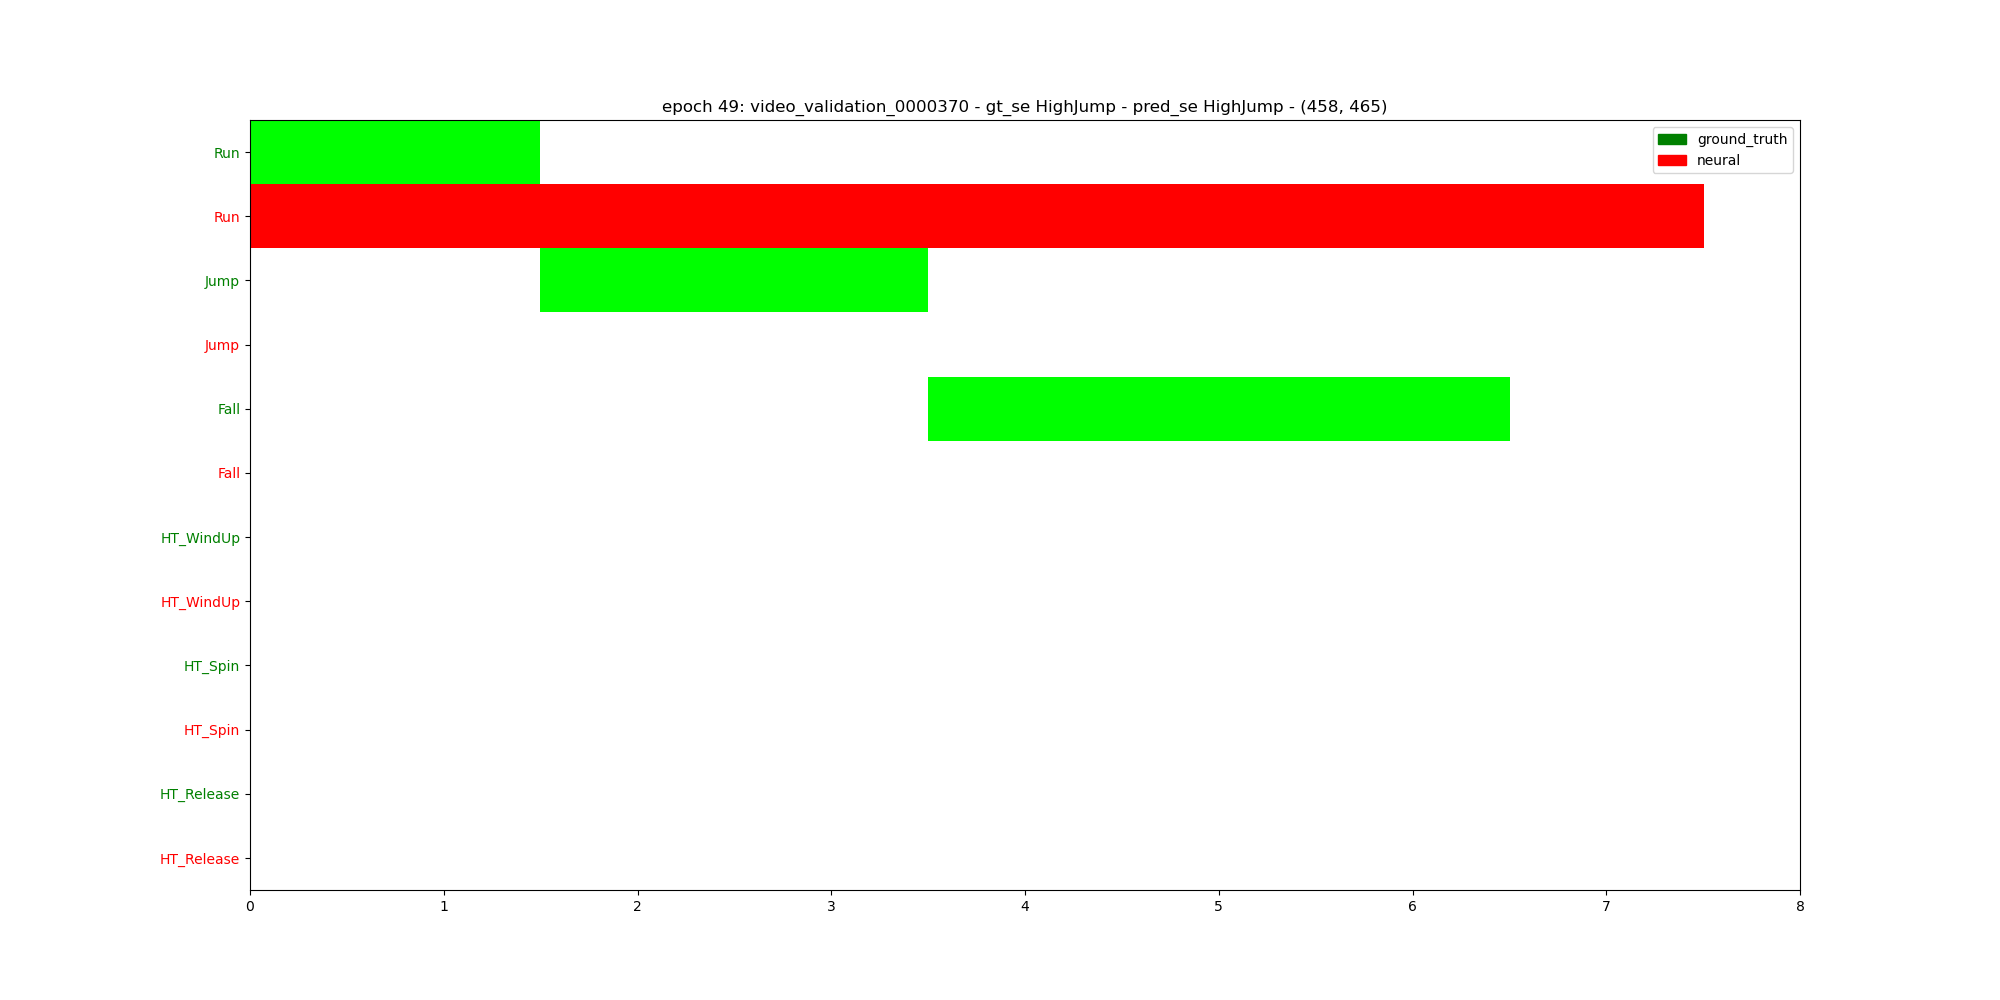 epoch 49: video_validation_0000370 - gt_se HighJump - pred_se HighJump - (458, 465)
ground_truth
neural
Run
Run
Jump
Jump
Fall
Fall
HT_WindUp
HT_WindUp
HT_Spin
HT_Spin
HT_Release
HT_Release
0 1 2 3 4 5 6 7 8